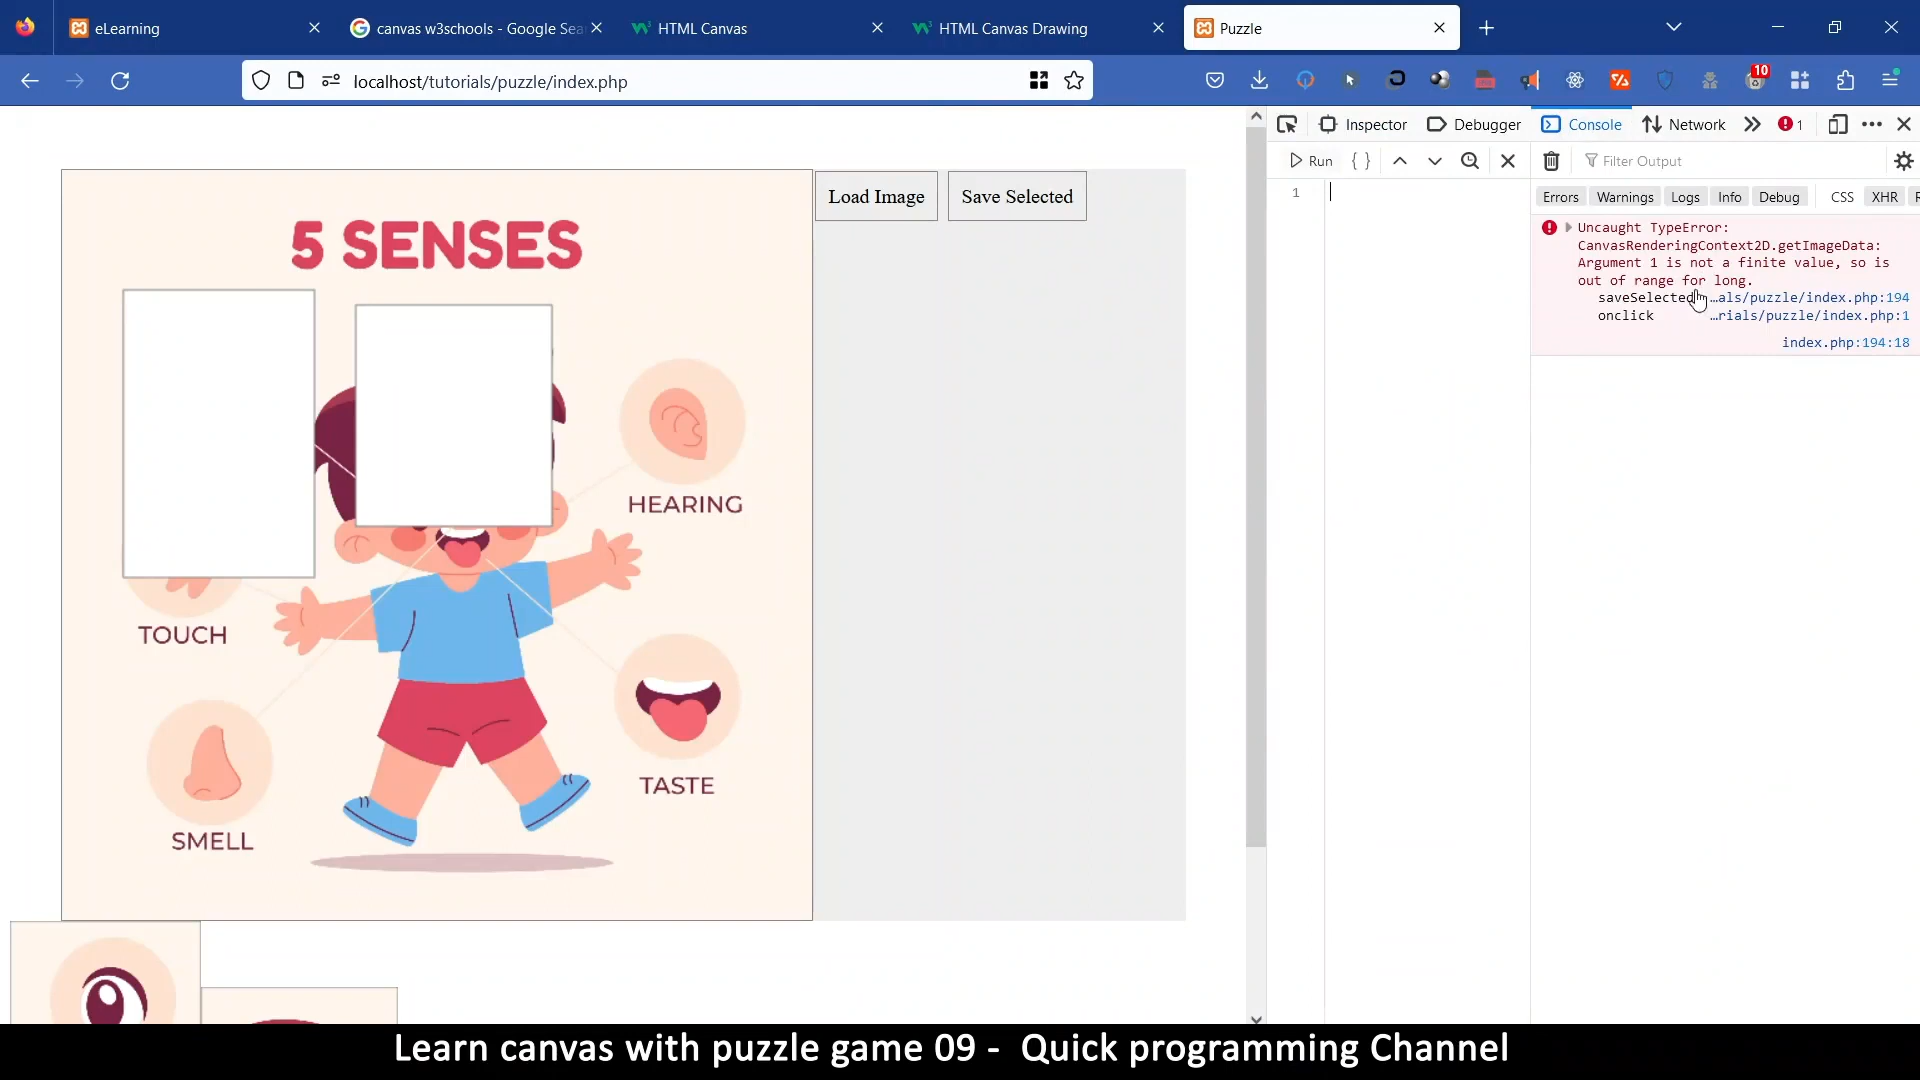 eLearning
canvas w3schools - Google Sea
HTML Canvas
HTML Canvas Drawing
Puzzle
localhost/tutorials/puzzle/index.php
10
Inspector
Debugger
Console
Network
1
Run
Filter Output
1
Errors
Warnings
Logs
Info
Debug
CSS
XHR
Load Image
Save Selected
5 SENSES
HEARING
TOUCH
TASTE
SMELL
Uncaught TypeError:
CanvasRenderingContext2D.getImageData:
Argument 1 is not a finite value, so is
out of range for long.
saveSelected …als/puzzle/index.php:194
onclick …rials/puzzle/index.php:1
index.php:194:18
Learn canvas with puzzle game 09 - Quick programming Channel